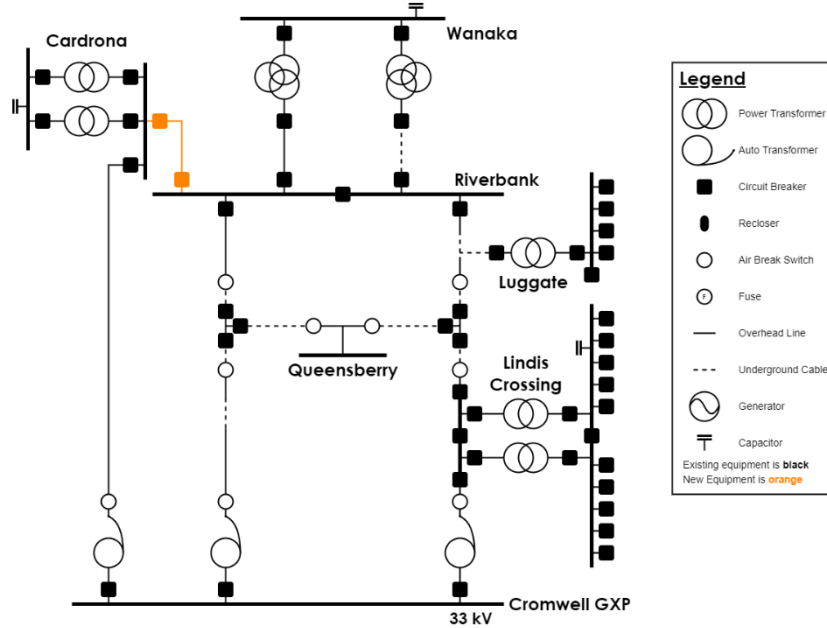 Cardrona
Wanaka
Riverbank
Luggate
Queensberry
Lindis
Crossing
Cromwell GXP
33 kV
Legend
Power Transformer
Auto Transformer
Circuit Breaker
Recloser
Air Break Switch
F
Fuse
Overhead Line
Underground Cable
Generator
Capacitor
Existing equipment is black
New Equipment is orange